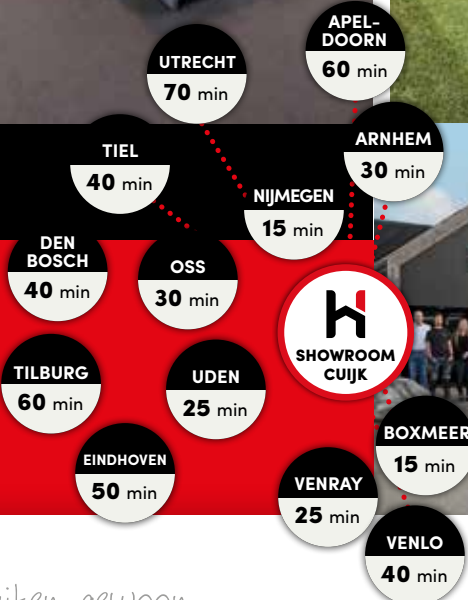 APEL-
DOORN
60 min
UTRECHT
70 min
ARNHEM
30 min
TIEL
40 min
NIJMEGEN
15 min
DEN
BOSCH
40 min
OSS
30 min
SHOWROOM
CUIJK
TILBURG
60 min
UDEN
25 min
BOXMEER
15 min
EINDHOVEN
50 min
VENRAY
25 min
VENLO
40 min
gewoon